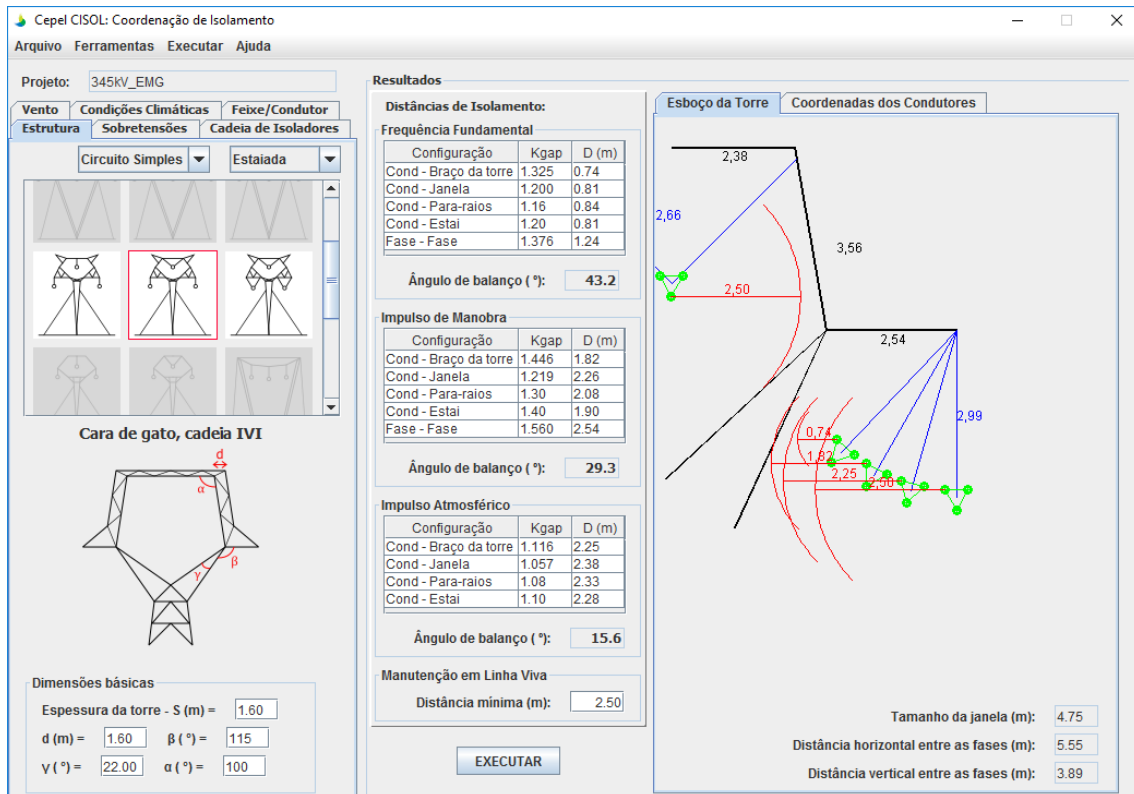 Cepel CISOL: Coordenação de Isolamento
Arquivo Ferramentas Executar Ajuda
Projeto: 345kV_EMG
Vento Condições Climáticas Feixe/Condutor
Estrutura Sobretensões Cadeia de Isoladores
Circuito Simples Estaiada
Cara de gato, cadeia IVI
d
α
β
γ
Dimensões básicas
Espessura da torre - S (m) = 1.60
d (m) = 1.60 β ( º) = 115
γ ( º) = 22.00 α ( º) = 100
Resultados
Distâncias de Isolamento:
Frequência Fundamental
Configuração Kgap D (m)
Cond - Braço da torre 1.325 0.74
Cond - Janela 1.200 0.81
Cond - Para-raios 1.16 0.84
Cond - Estai 1.20 0.81
Fase - Fase 1.376 1.24
Ângulo de balanço ( º): 43.2
Impulso de Manobra
Configuração Kgap D (m)
Cond - Braço da torre 1.446 1.82
Cond - Janela 1.219 2.26
Cond - Para-raios 1.30 2.08
Cond - Estai 1.40 1.90
Fase - Fase 1.560 2.54
Ângulo de balanço ( º): 29.3
Impulso Atmosférico
Configuração Kgap D (m)
Cond - Braço da torre 1.116 2.25
Cond - Janela 1.057 2.38
Cond - Para-raios 1.08 2.33
Cond - Estai 1.10 2.28
Ângulo de balanço ( º): 15.6
Manutenção em Linha Viva
Distância mínima (m): 2.50
EXECUTAR
Esboço da Torre Coordenadas dos Condutores
2,38
2,66
3,56
2,50
2,54
2,99
0,74
1,82
2,25
2,50
Tamanho da janela (m): 4.75
Distância horizontal entre as fases (m): 5.55
Distância vertical entre as fases (m): 3.89